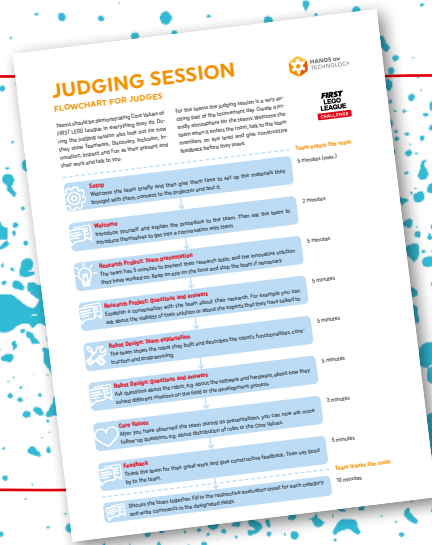 JUDGING SESSION
FLOWCHART FOR JUDGES
HANDS ON
TECHNOLOGY
FIRST
LEGO
LEAGUE
CHALLENGE
Teams should be demonstrating Core Values of
FIRST LEGO League in everything they do. Du-
ring the judging session also look out for how
they show Teamwork, Discovery, Inclusion, In-
novation, Impact and Fun as their present and
their work and talk to you.
For the teams the judging session is a very ex-
citing part of the tournament day. Create a fri-
endly atmosphere for the teams: Welcome the
team when it enters the room, talk to the team
members on eye level and give constructive
feedback before they leave.
Team enters the room
Setup
Welcome the team briefly and then give them time to set up the materials they
brought with them, connect to the projector and test it.
5 minutes (max.)
Welcome
Introduce yourself and explain the procedure to the team. Then ask the team to
introduce themselves to get into a conversation with them.
2 minutes
Research Project: Team presentation
The team has 5 minutes to present their research topic and the innovative solution
they have worked on. Keep an eye on the time and stop the team if necessary.
5 minutes
Research Project: Questions and answers
Establish a conversation with the team about their research. For example you can
ask about the viability of their solution or about the experts that they have talked to
5 minutes
Robot Design: Team explanation
The team shows the robot they built and describes the robot's functionalities, cons-
truction and programming.
5 minutes
Robot Design: Questions and answers
Ask questions about the robot, e.g. about the software and hardware, about how they
solved different missions on the field or the development process.
5 minutes
Core Values
After you have observed the team during its presentations, you can now ask more
follow up questions, e.g. about distribution of roles or the Core Values.
3 minutes
Feedback
Thank the team for their great work and give constructive feedback. Then say good
by to the team.
5 minutes
Team leaves the room
Discuss the team together. Fill in the respective evaluation sheet for each category
and write comments in the designated fields.
10 minutes